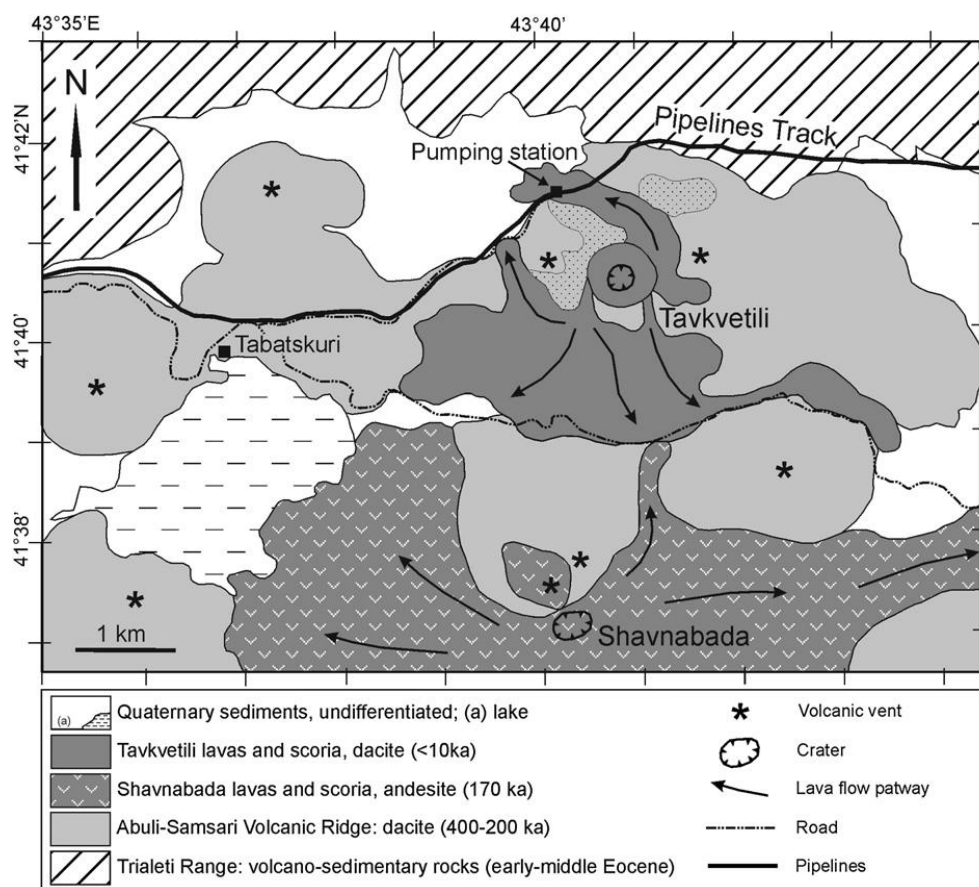 43°35'E
43°40'
N
41°42'N
Pipelines Track
Pumping station
Tavkvetili
41°40'
Tabatskuri
41°38'
Shavnabada
1 km
(a)
Quaternary sediments, undifferentiated; (a) lake
Tavkvetili lavas and scoria, dacite (<10ka)
Shavnabada lavas and scoria, andesite (170 ka)
Abuli-Samsari Volcanic Ridge: dacite (400-200 ka)
Trialeti Range: volcano-sedimentary rocks (early-middle Eocene)
Volcanic vent
Crater
Lava flow patway
Road
Pipelines